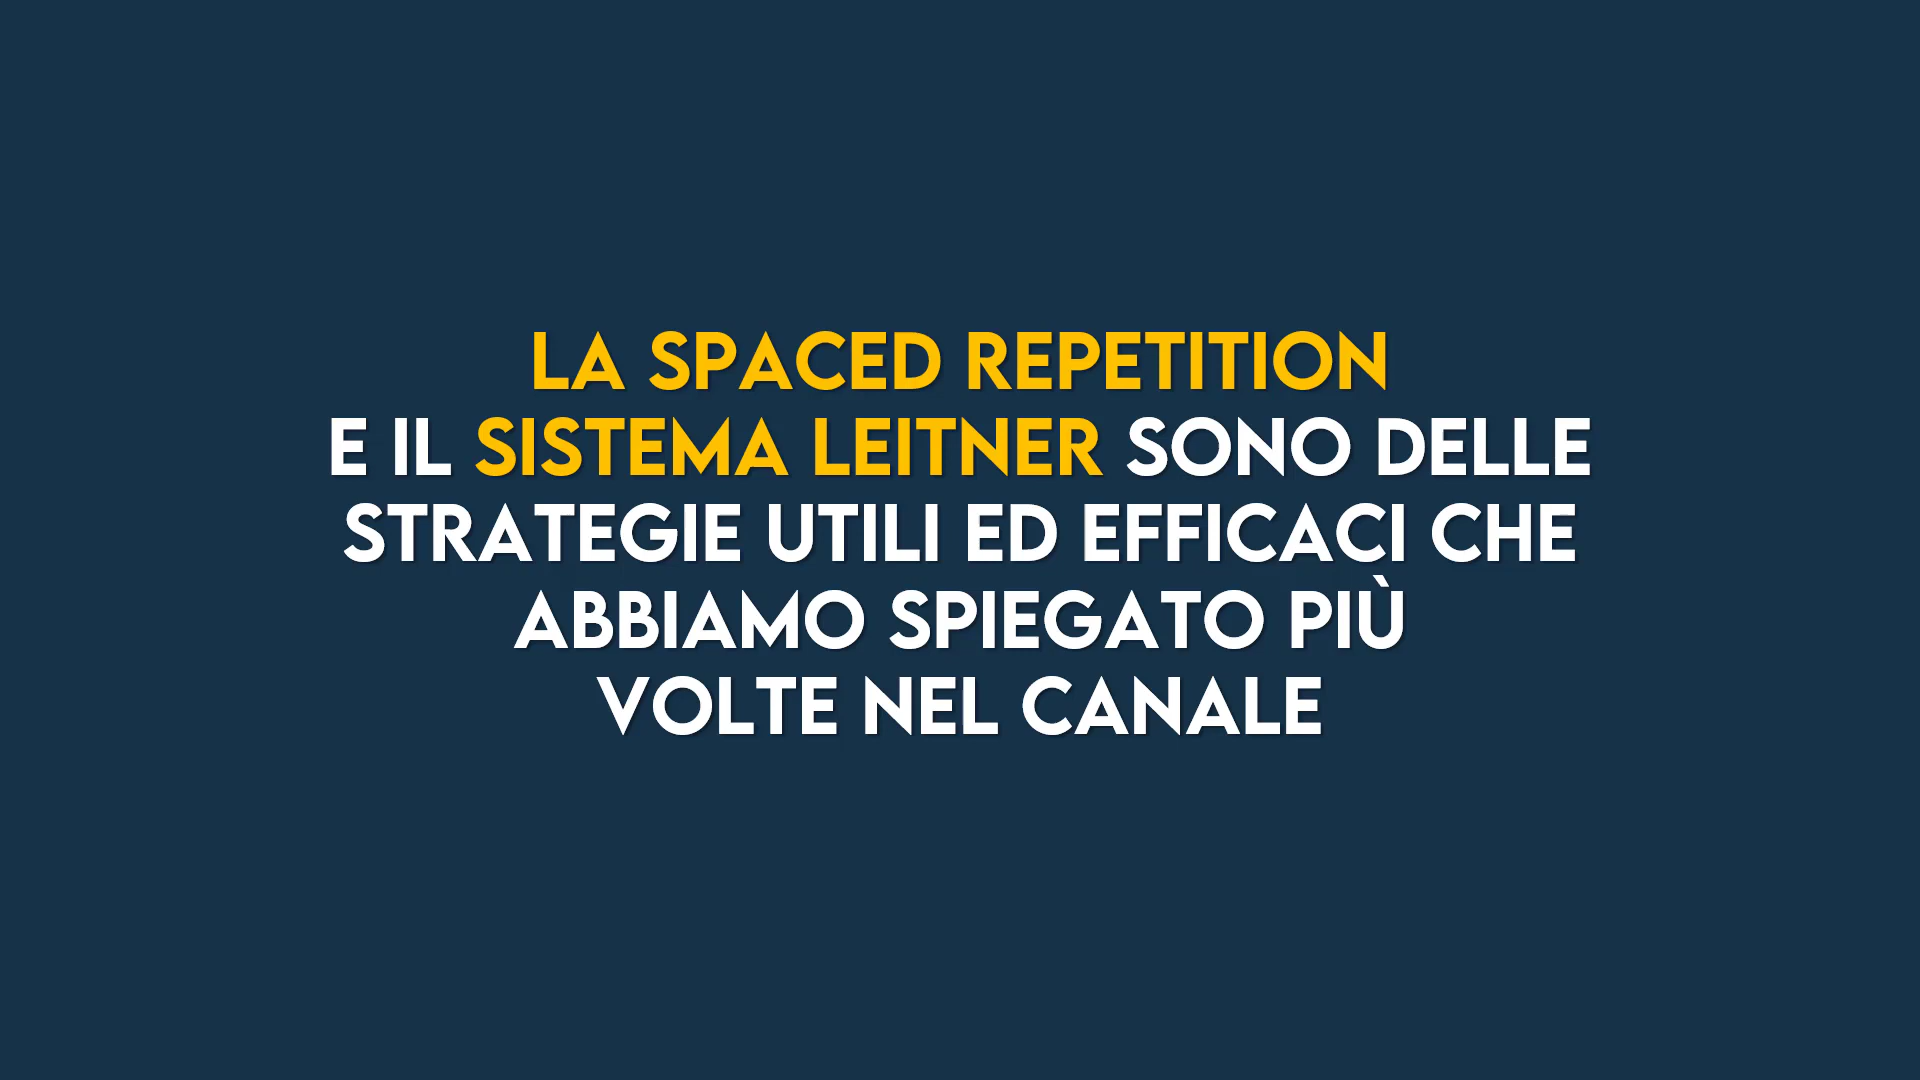 LA SPACED REPETITION
E IL SISTEMA LEITNER SONO DELLE
STRATEGIE UTILI ED EFFICACI CHE
ABBIAMO SPIEGATO PIÙ
VOLTE NEL CANALE